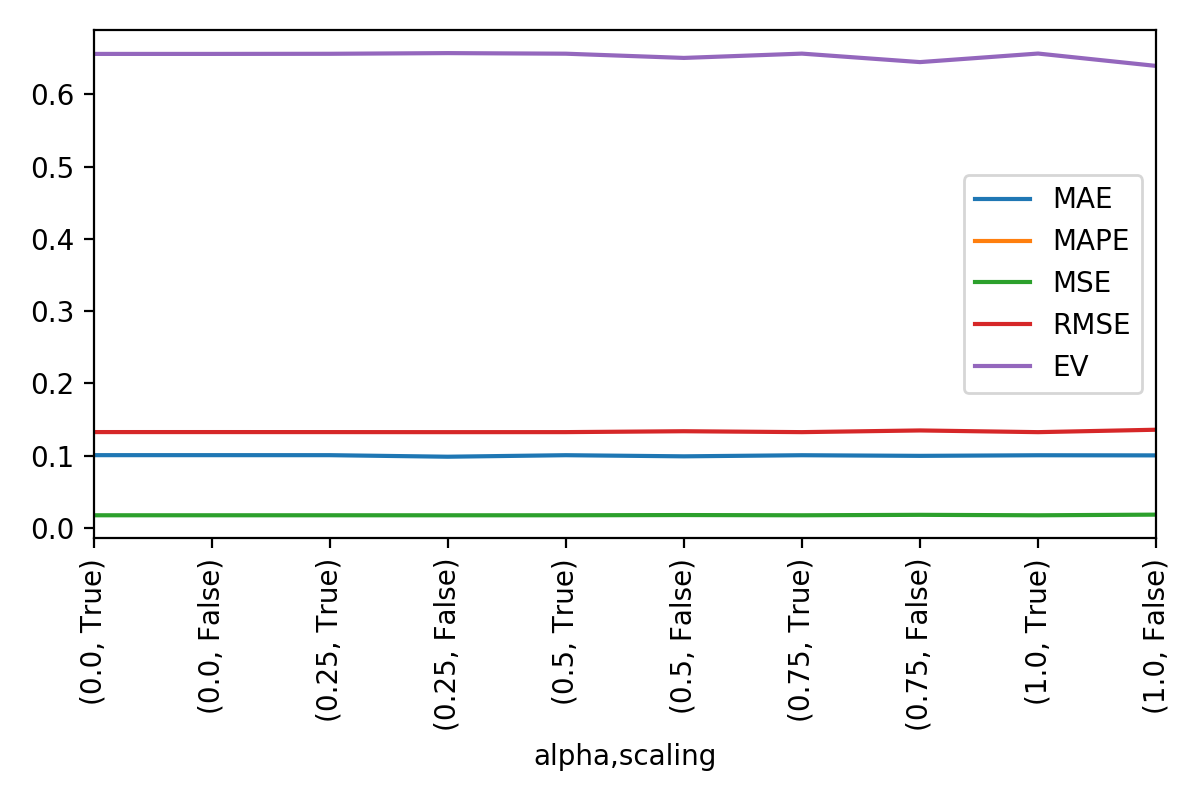 0.6
0.5
0.4
0.3
0.2
0.1
0.0
MAE
MAPE
MSE
RMSE
EV
(0.0, True)
(0.0, False)
(0.25, True)
(0.25, False)
(0.5, True)
(0.5, False)
(0.75, True)
(0.75, False)
(1.0, True)
(1.0, False)
alpha,scaling